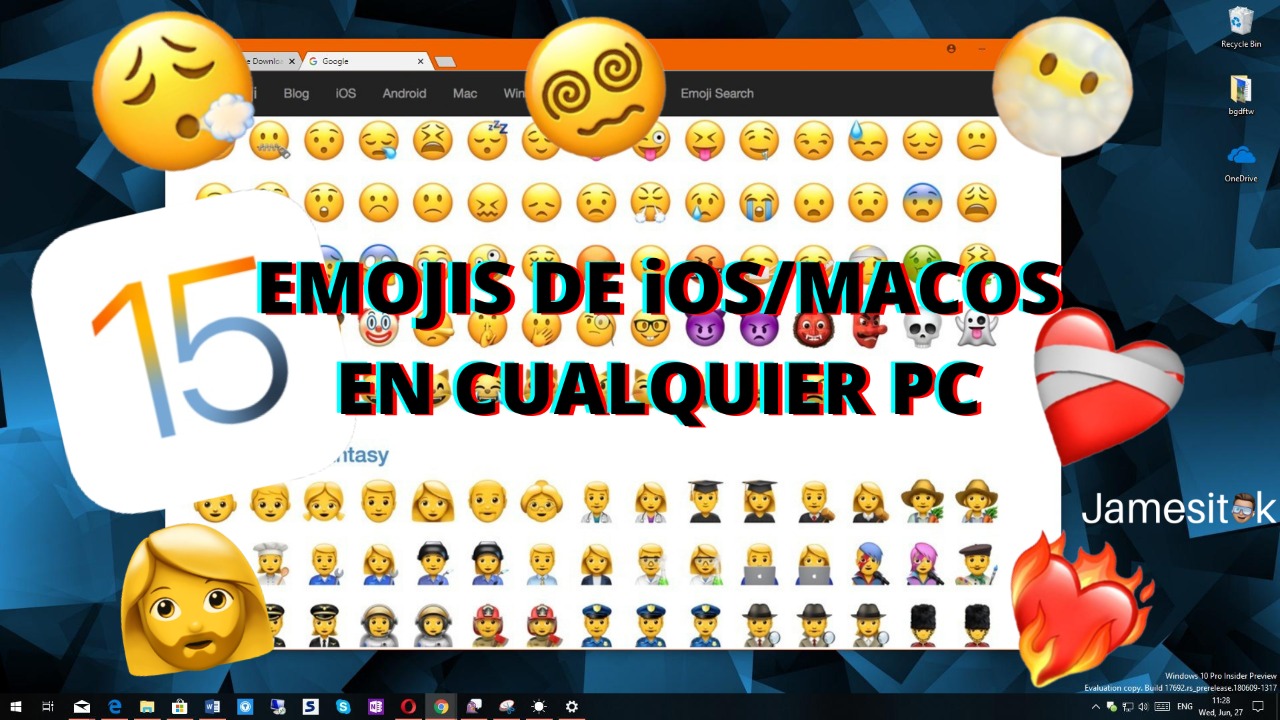 Recycle Bin
bgdftw
OneDrive
Google
Blog iOS Android Mac Emoji Search
15
EMOJIS DE iOS/MACOS
EN CUALQUIER PC
ntasy
Jamesit k
Windows 10 Pro Insider Preview
Evaluation copy. Build 17692.rs_prerelease.180609-1317
ENG
11:28
Wed, Jun, 27